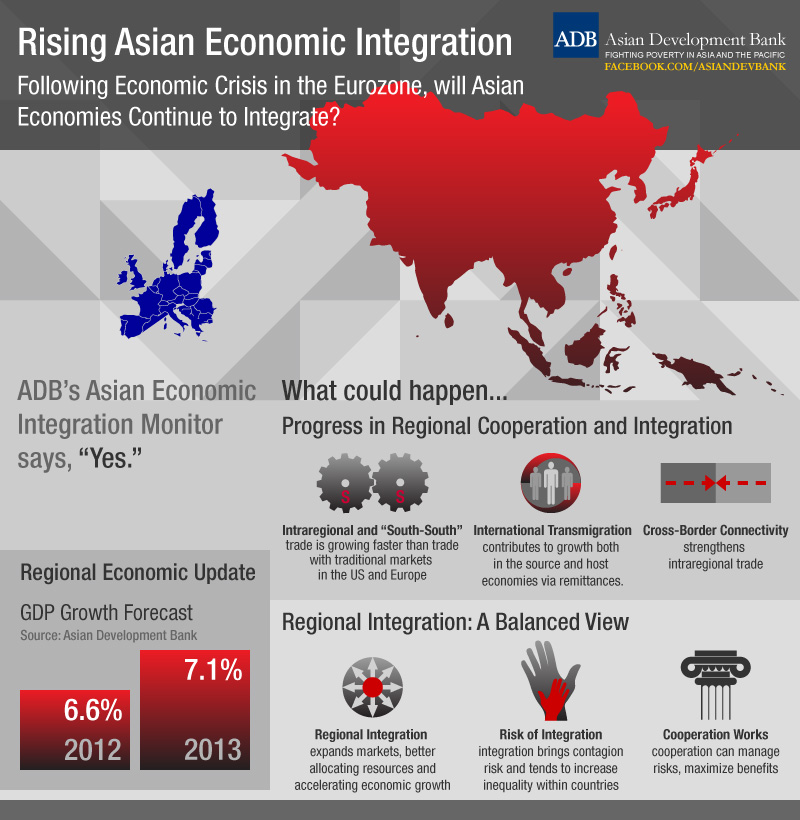 Rising Asian Economic Integration
Following Economic Crisis in the Eurozone, will Asian
Economies Continue to Integrate?
ADB
Asian Development Bank
FIGHTING POVERTY IN ASIA AND THE PACIFIC
FACEBOOK.COM/ASIANDEVBANK
ADB's Asian Economic
Integration Monitor
says, “Yes.”
What could happen...
Progress in Regional Cooperation and Integration
S
S
Intraregional and “South-South”
trade is growing faster than trade
with traditional markets
in the US and Europe
International Transmigration
contributes to growth both
in the source and host
economies via remittances.
Cross-Border Connectivity
strengthens
intraregional trade
Regional Economic Update
GDP Growth Forecast
Source: Asian Development Bank
6.6%
2012
7.1%
2013
Regional Integration: A Balanced View
Regional Integration
expands markets, better
allocating resources and
accelerating economic growth
Risk of Integration
integration brings contagion
risk and tends to increase
inequality within countries
Cooperation Works
cooperation can manage
risks, maximize benefits